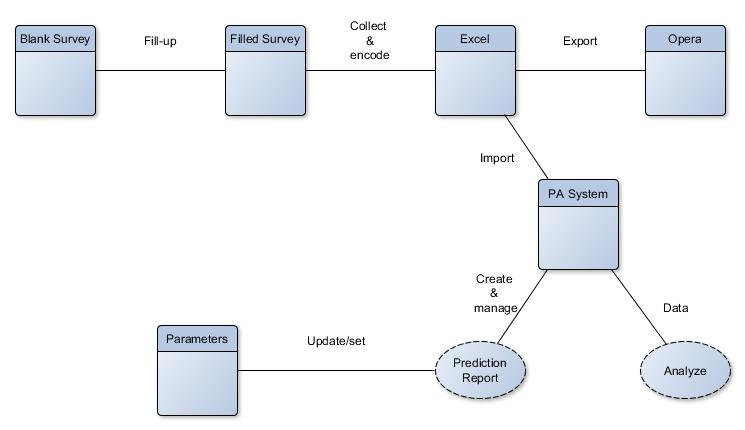 Blank Survey
Fill-up
Filled Survey
Collect
&
encode
Excel
Export
Opera
Import
PA System
Create
&
manage
Data
Parameters
Update/set
Prediction
Report
Analyze